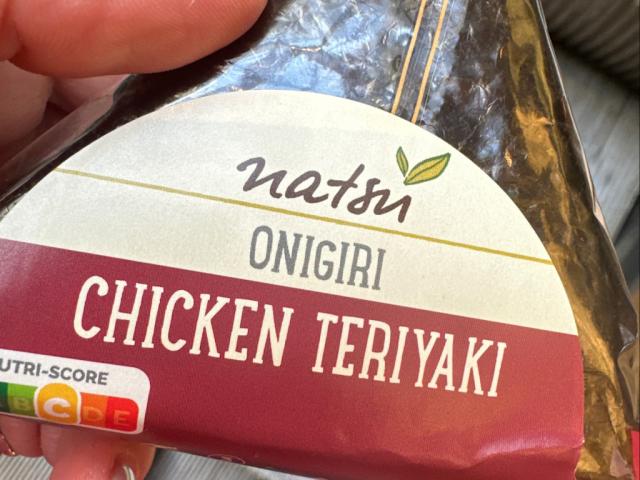 natsu
ONIGIRI
CHICKEN TERIYAKI
UTRI-SCORE
B C D E